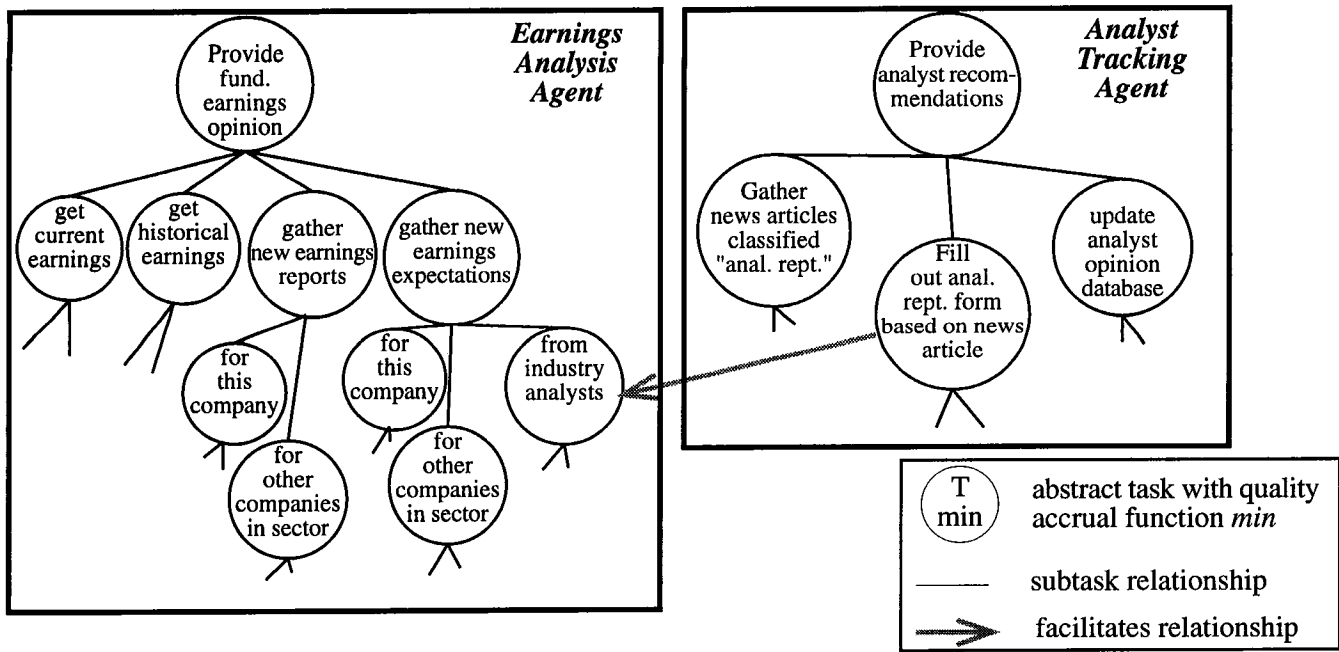 Provide
fund.
earnings
opinion
Earnings
Analysis
Agent
get
current
earnings
get
historical
earnings
gather
new earnings
reports
gather new
earnings
expectations
for
this
company
for
other
companies
in sector
for
this
company
for
other
companies
in sector
from
industry
analysts
Provide
analyst recom-
mendations
Analyst
Tracking
Agent
Gather
news articles
classified
"anal. rept."
Fill
out anal.
rept. form
based on news
article
update
analyst
opinion
database
T
min
abstract task with quality
accrual function min
subtask relationship
facilitates relationship